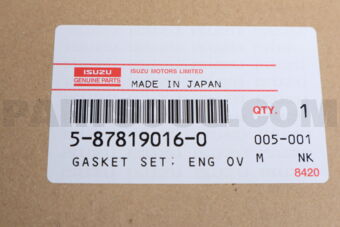 ISUZU
GENUINE PARTS
ISUZU MOTORS LIMITED
MADE IN JAPAN
QTY. 1
5-87819016-0 005-001
GASKET SET: ENG OV M NK
8420